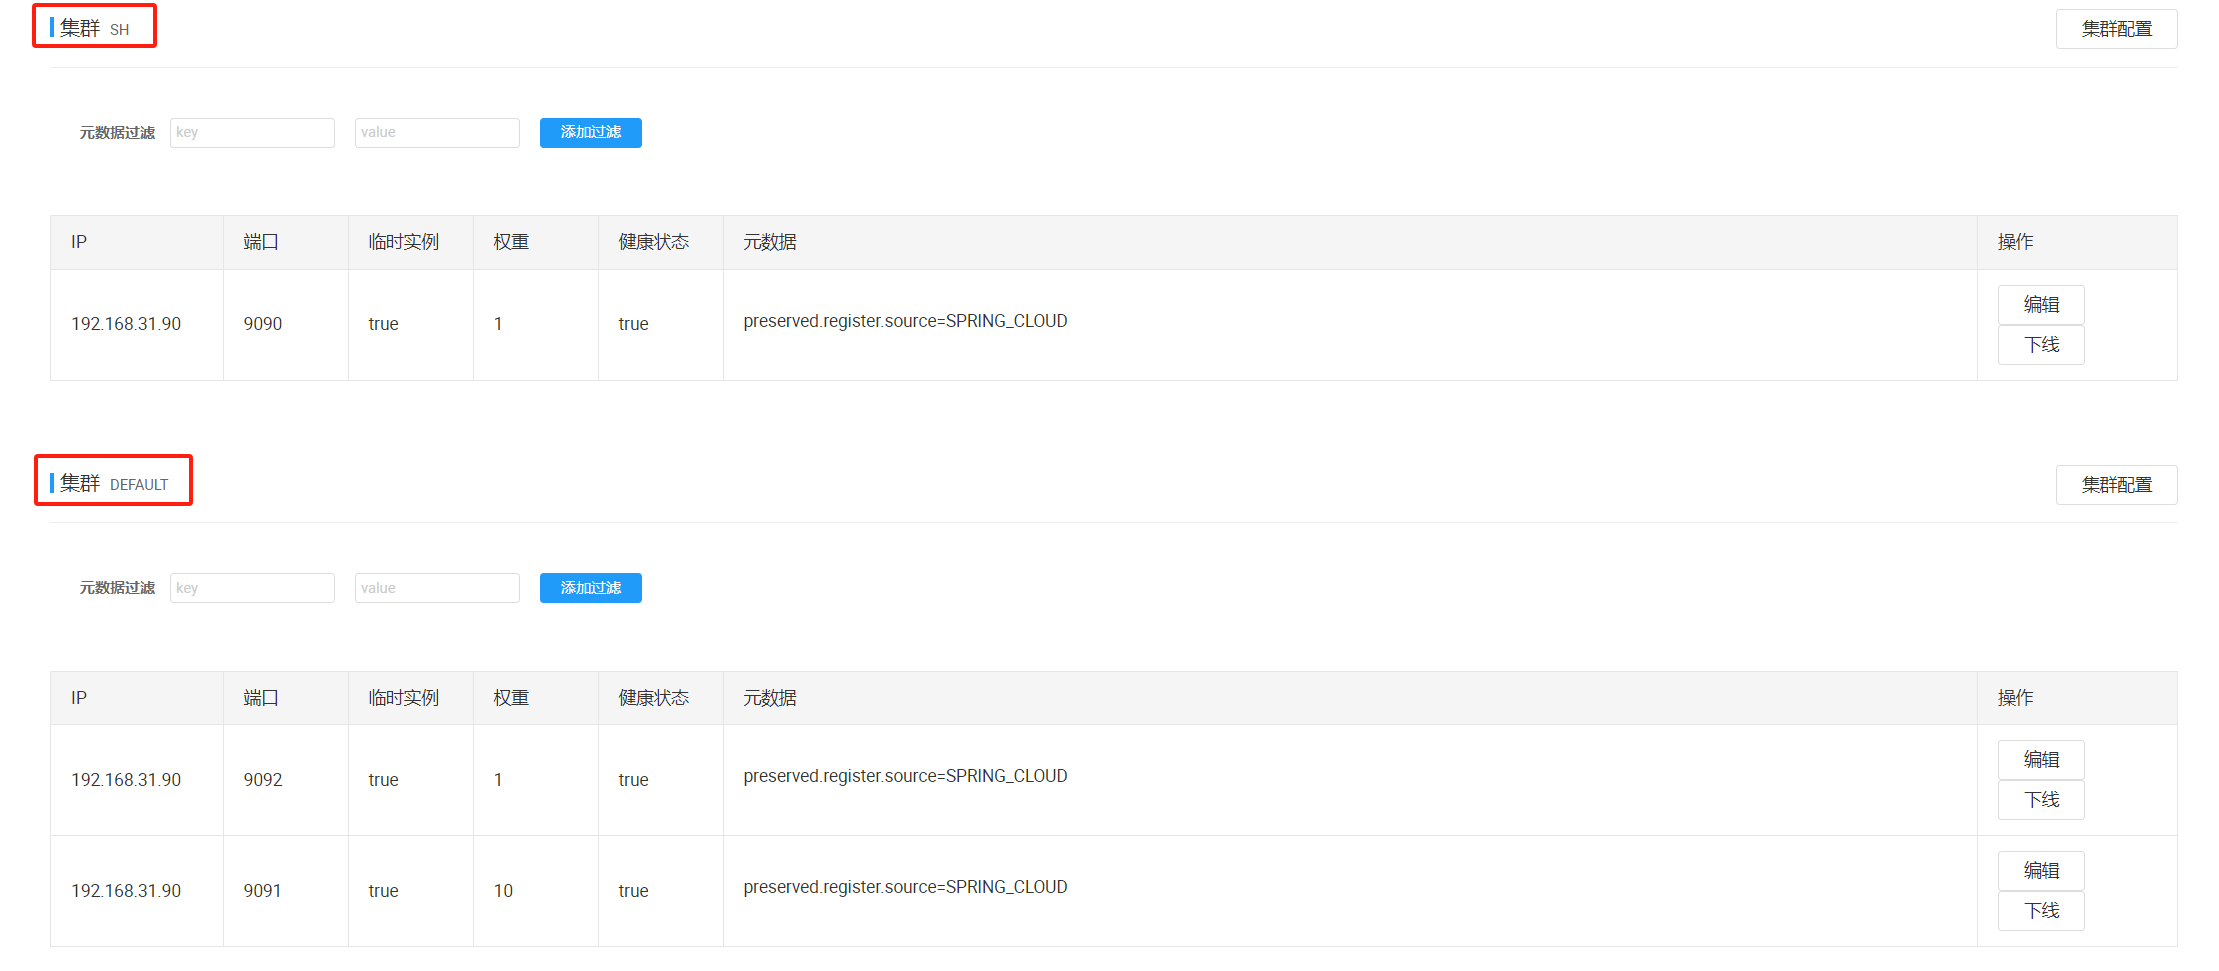 集群 SH
集群配置
元数据过滤 key value 添加过滤
IP 端口 临时实例 权重 健康状态 元数据 操作
192.168.31.90 9090 true 1 true preserved.register.source=SPRING_CLOUD 编辑
下线
集群 DEFAULT
集群配置
元数据过滤 key value 添加过滤
IP 端口 临时实例 权重 健康状态 元数据 操作
192.168.31.90 9092 true 1 true preserved.register.source=SPRING_CLOUD 编辑
下线
192.168.31.90 9091 true 10 true preserved.register.source=SPRING_CLOUD 编辑
下线